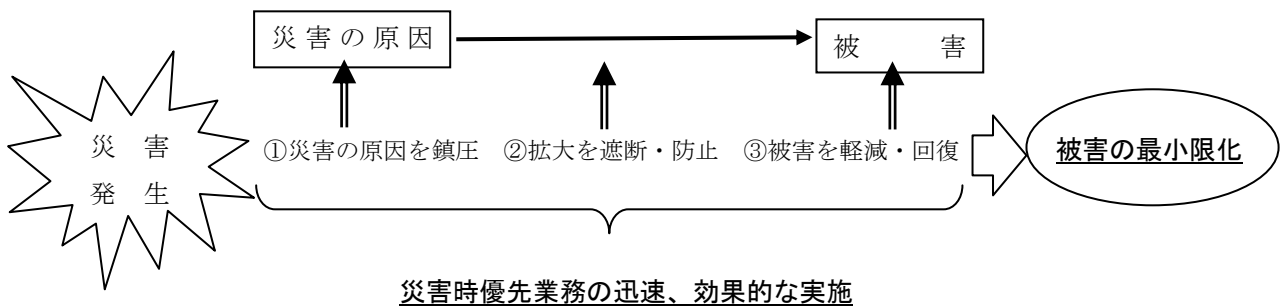 災害の原因
被　害
災　害
発　生
①災害の原因を鎮圧　②拡大を遮断・防止　③被害を軽減・回復
被害の最小限化
災害時優先業務の迅速、効果的な実施